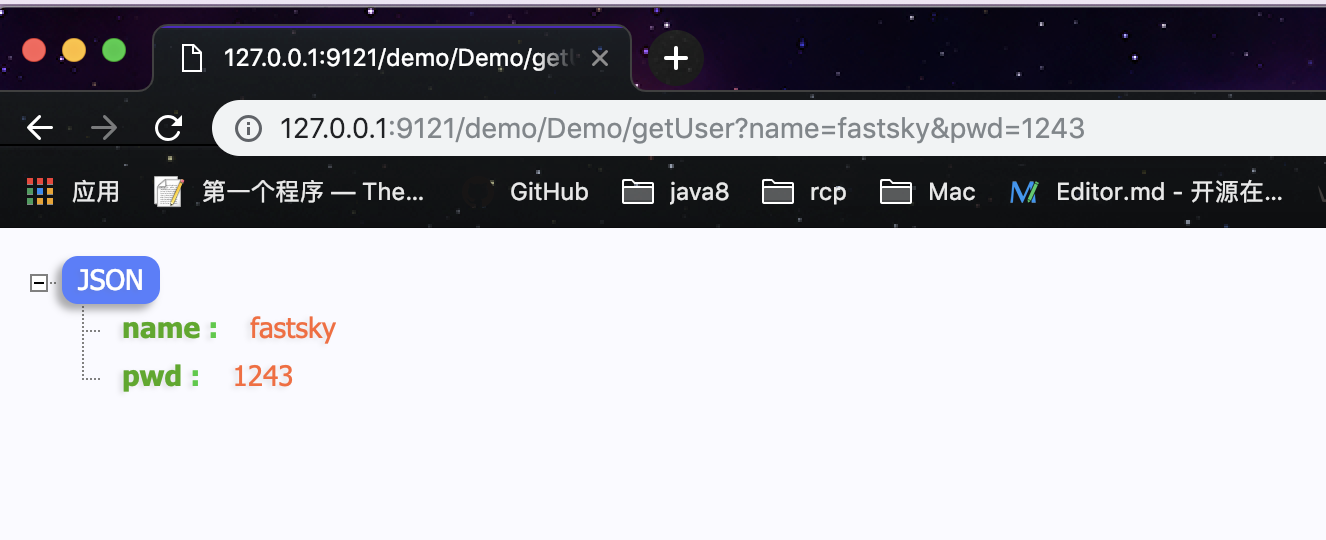 127.0.0.1:9121/demo/Demo/get
127.0.0.1:9121/demo/Demo/getUser?name=fastsky&pwd=1243
应用 第一个程序 — The... GitHub java8 rcp Mac Editor.md - 开源在...
JSON
name : fastsky
pwd : 1243